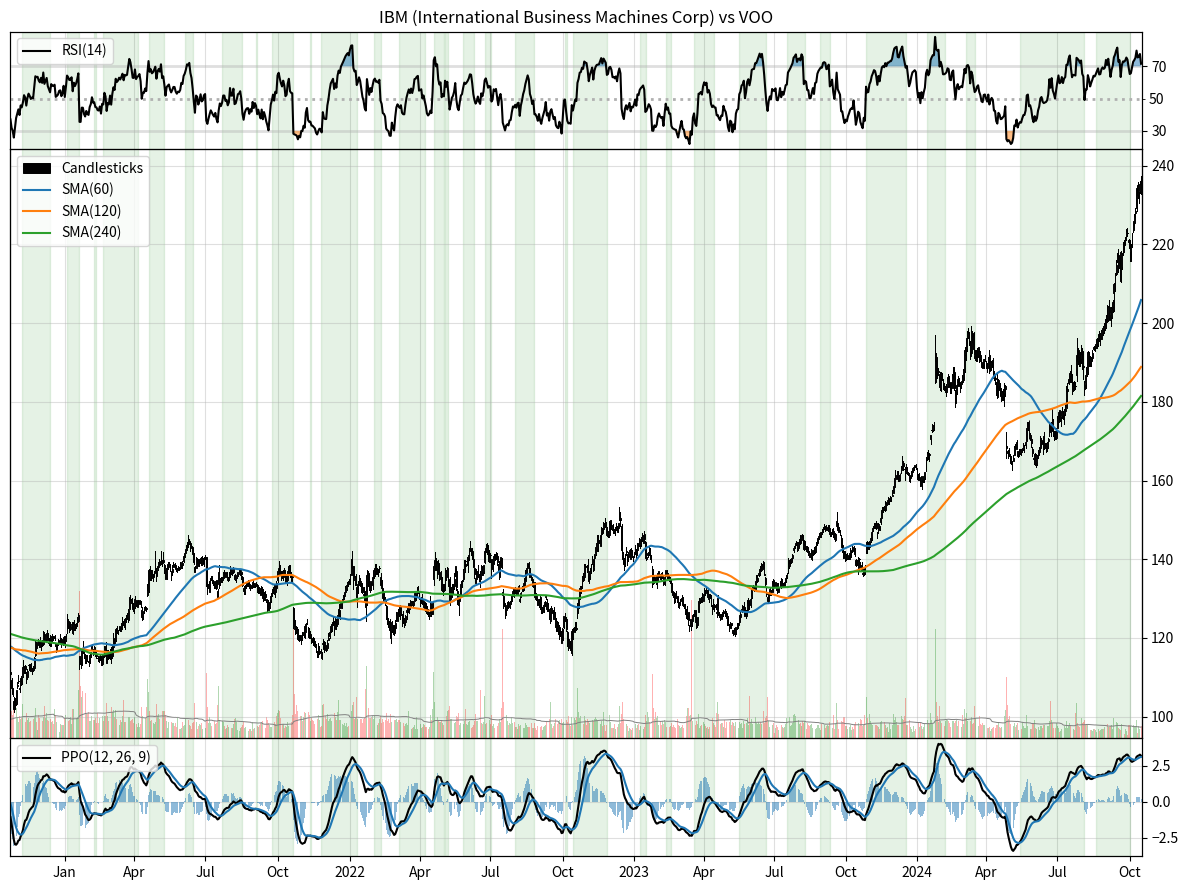 IBM (International Business Machines Corp) vs VOO
RSI(14)
70
50
30
Candlesticks
SMA(60)
SMA(120)
SMA(240)
240
220
200
180
160
140
120
100
PPO(12, 26, 9)
2.5
0.0
−2.5
Jan Apr Jul Oct 2022 Apr Jul Oct 2023 Apr Jul Oct 2024 Apr Jul Oct